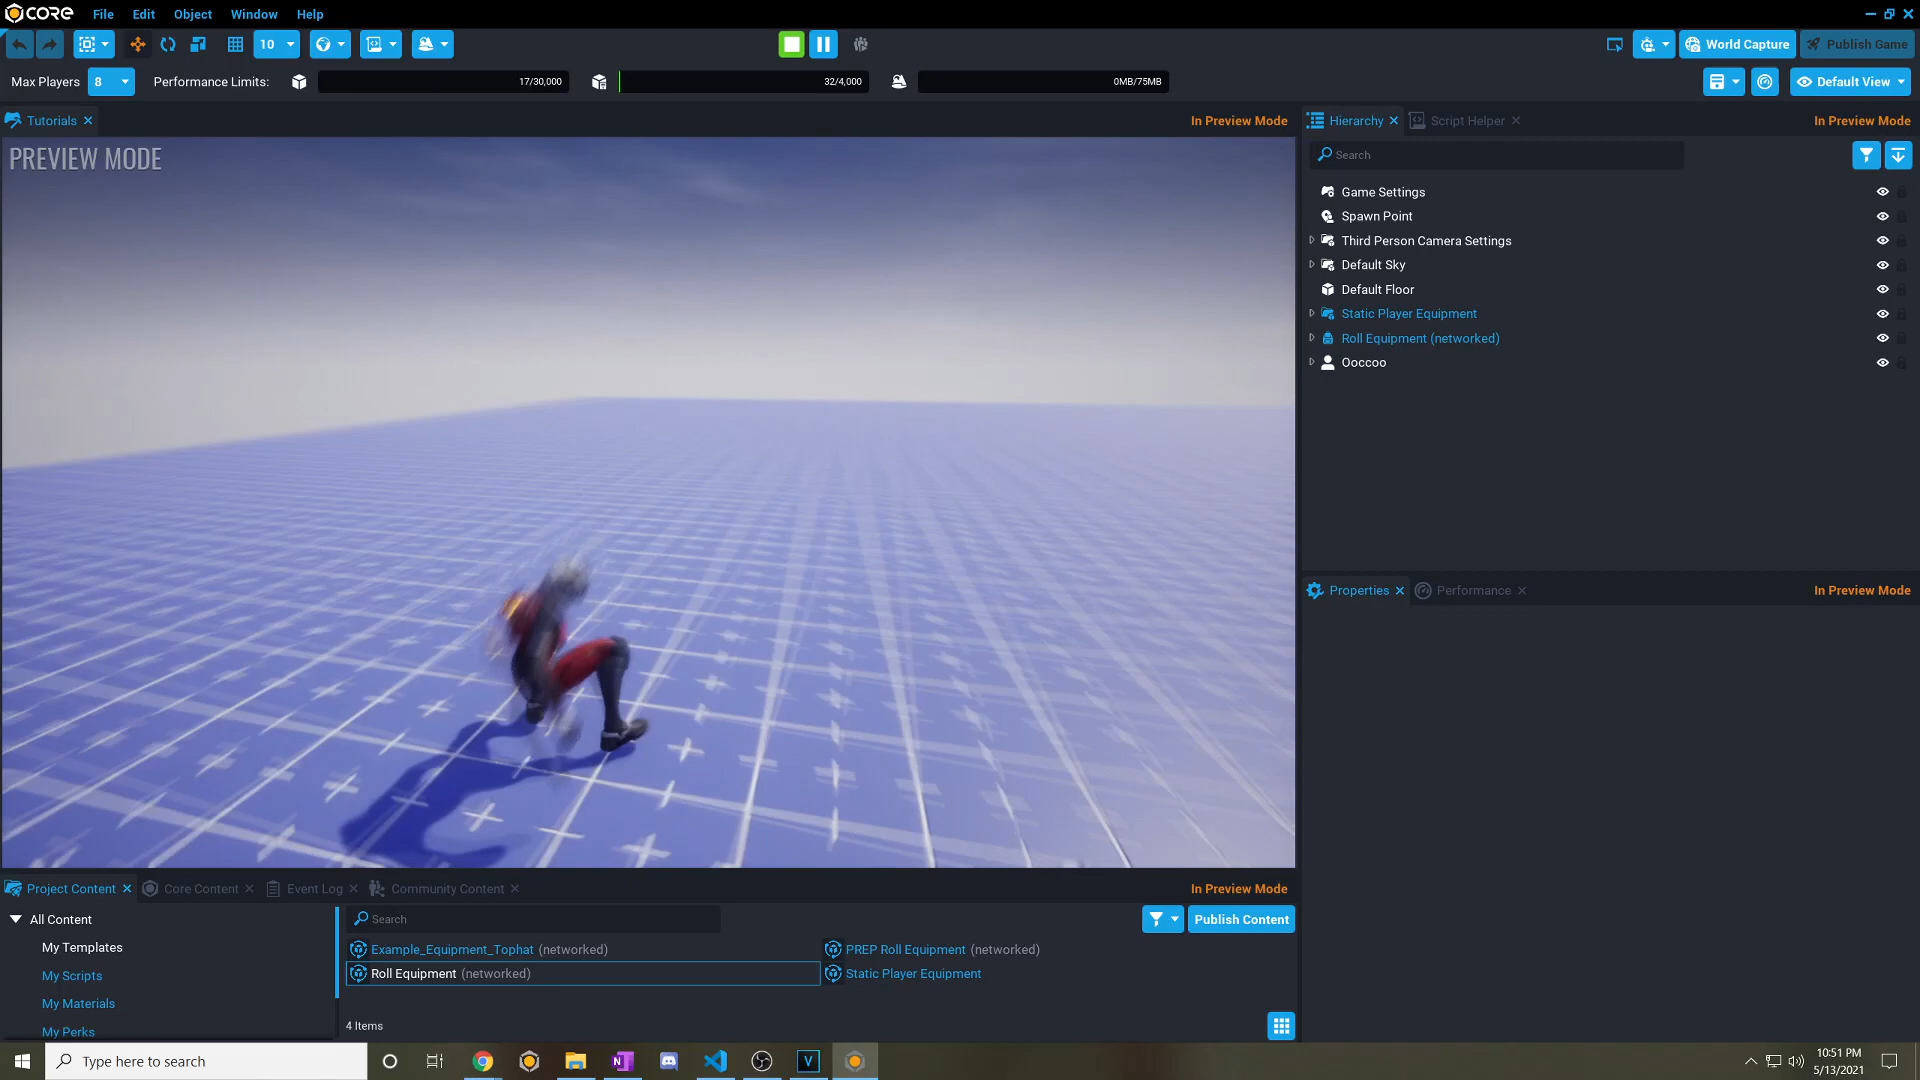 CORE File Edit Object Window Help
10 World Capture Publish Game
Max Players 8 Performance Limits: 17/30,000 32/4,000 0MB/75MB Default View
Tutorials In Preview Mode
PREVIEW MODE
Hierarchy Script Helper In Preview Mode
Search
Game Settings
Spawn Point
Third Person Camera Settings
Default Sky
Default Floor
Static Player Equipment
Roll Equipment (networked)
Ooccoo
Properties Performance In Preview Mode
Project Content Core Content Event Log Community Content In Preview Mode
All Content
My Templates
My Scripts
My Materials
My Perks
Search Publish Content
Example_Equipment_Tophat (networked) PREP Roll Equipment (networked)
Roll Equipment (networked) Static Player Equipment
4 Items
Type here to search
N
V
10:51 PM
5/13/2021